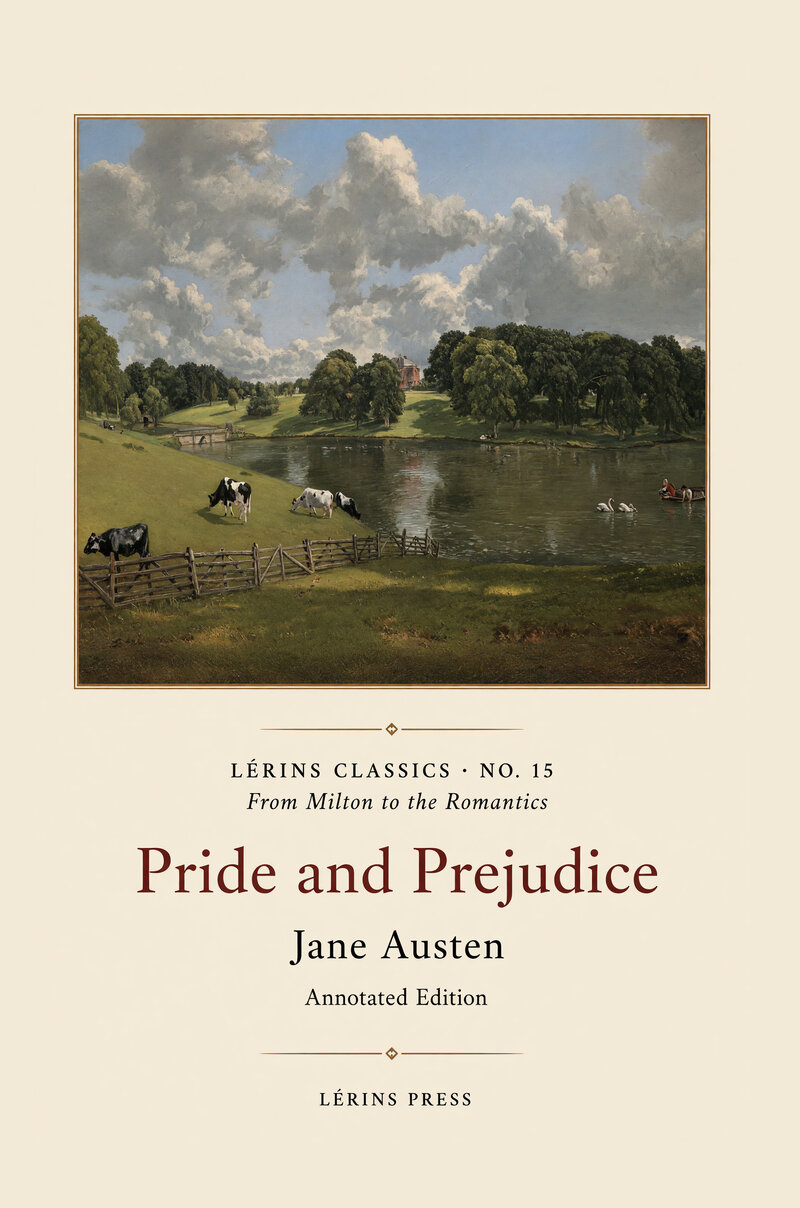 LÉRINS CLASSICS · NO. 15
From Milton to the Romantics
Pride and Prejudice
Jane Austen
Annotated Edition
LÉRINS PRESS